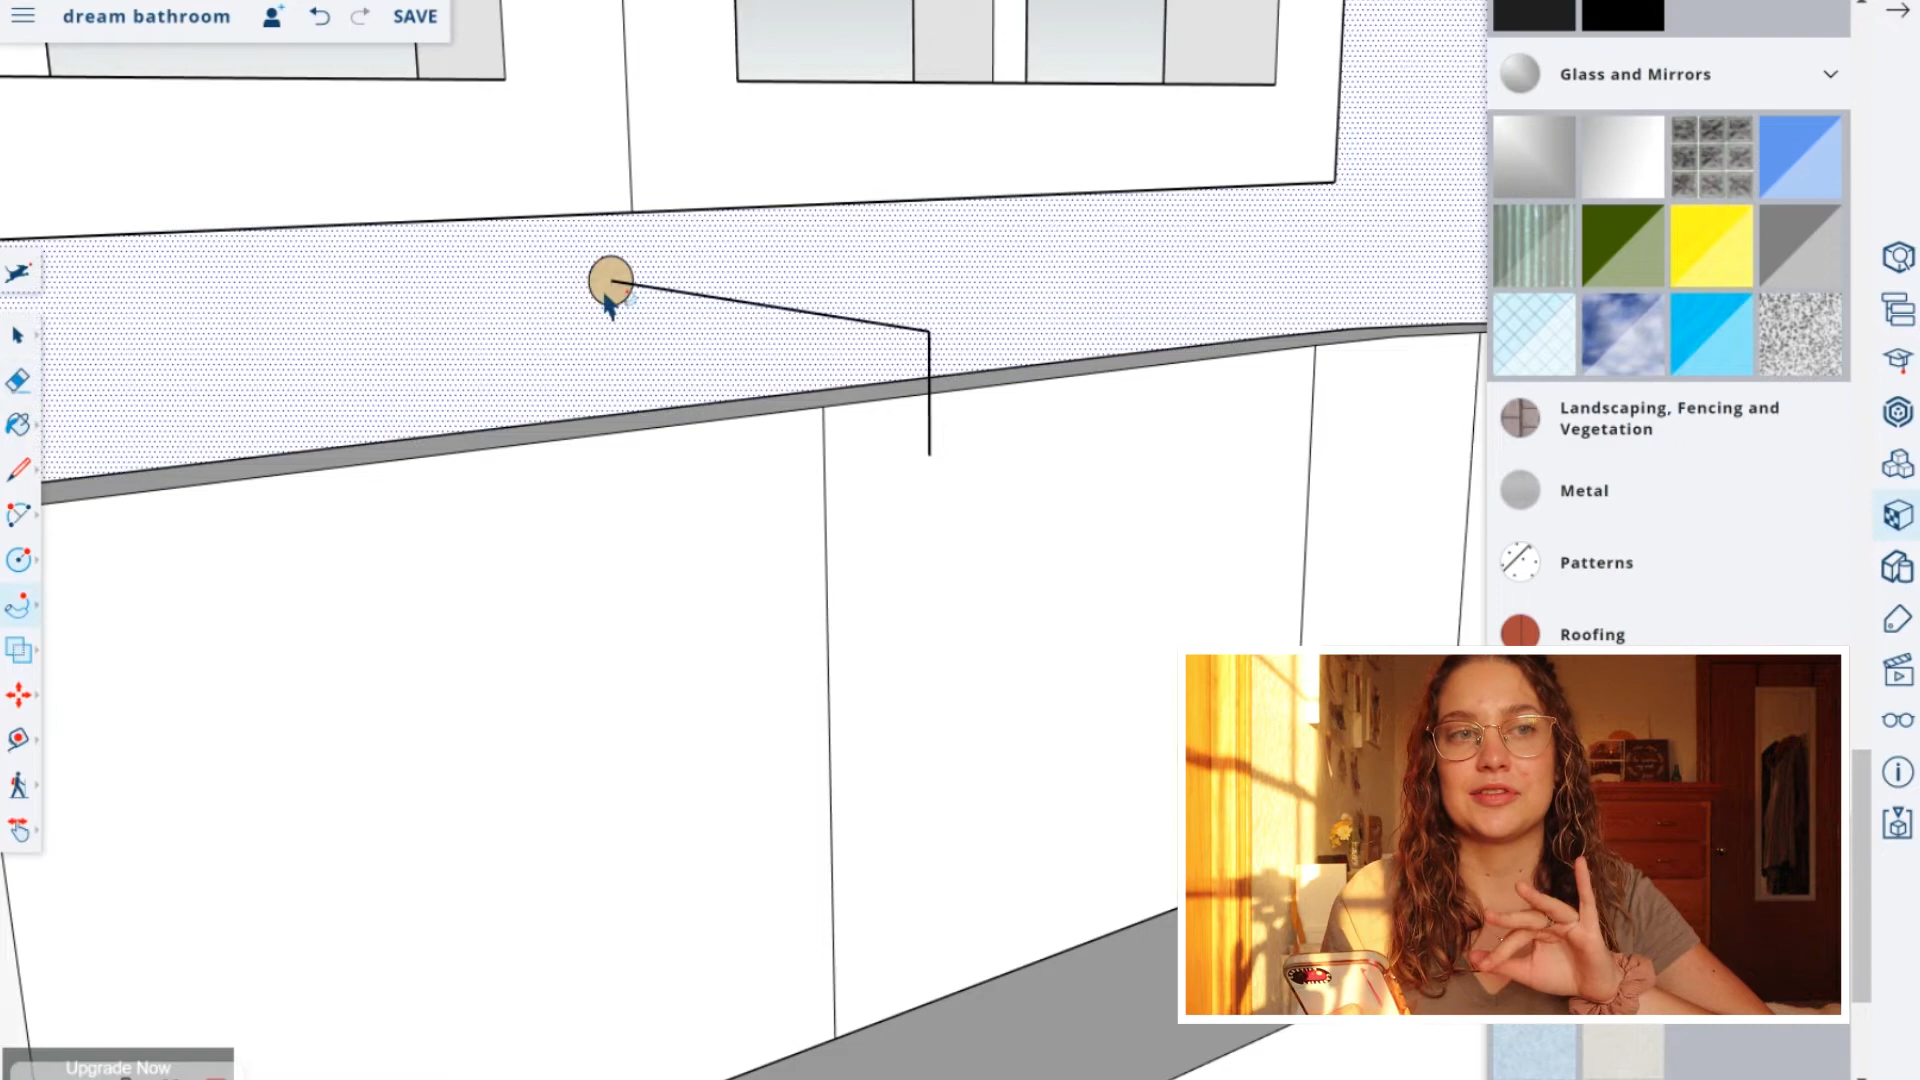 dream bathroom
SAVE
Glass and Mirrors
Landscaping, Fencing and
Vegetation
Metal
Patterns
Roofing
Upgrade Now